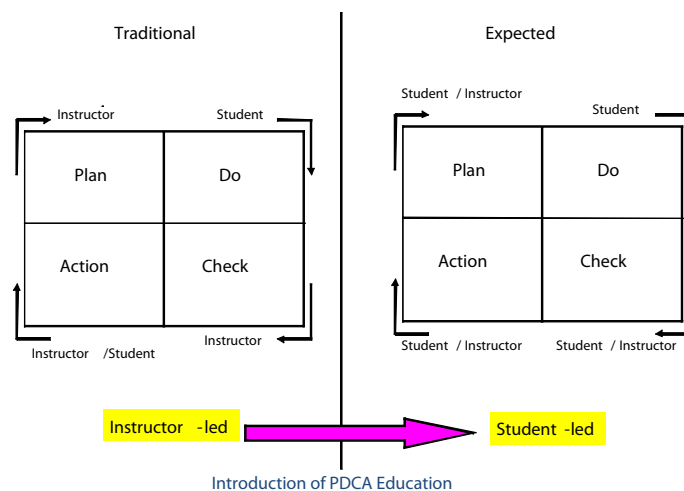 Traditional
Expected
Instructor
Student
Plan
Do
Action
Check
Instructor /Student
Instructor
Student / Instructor
Student
Plan
Do
Action
Check
Student / Instructor
Student / Instructor
Instructor -led
Student -led
Introduction of PDCA Education